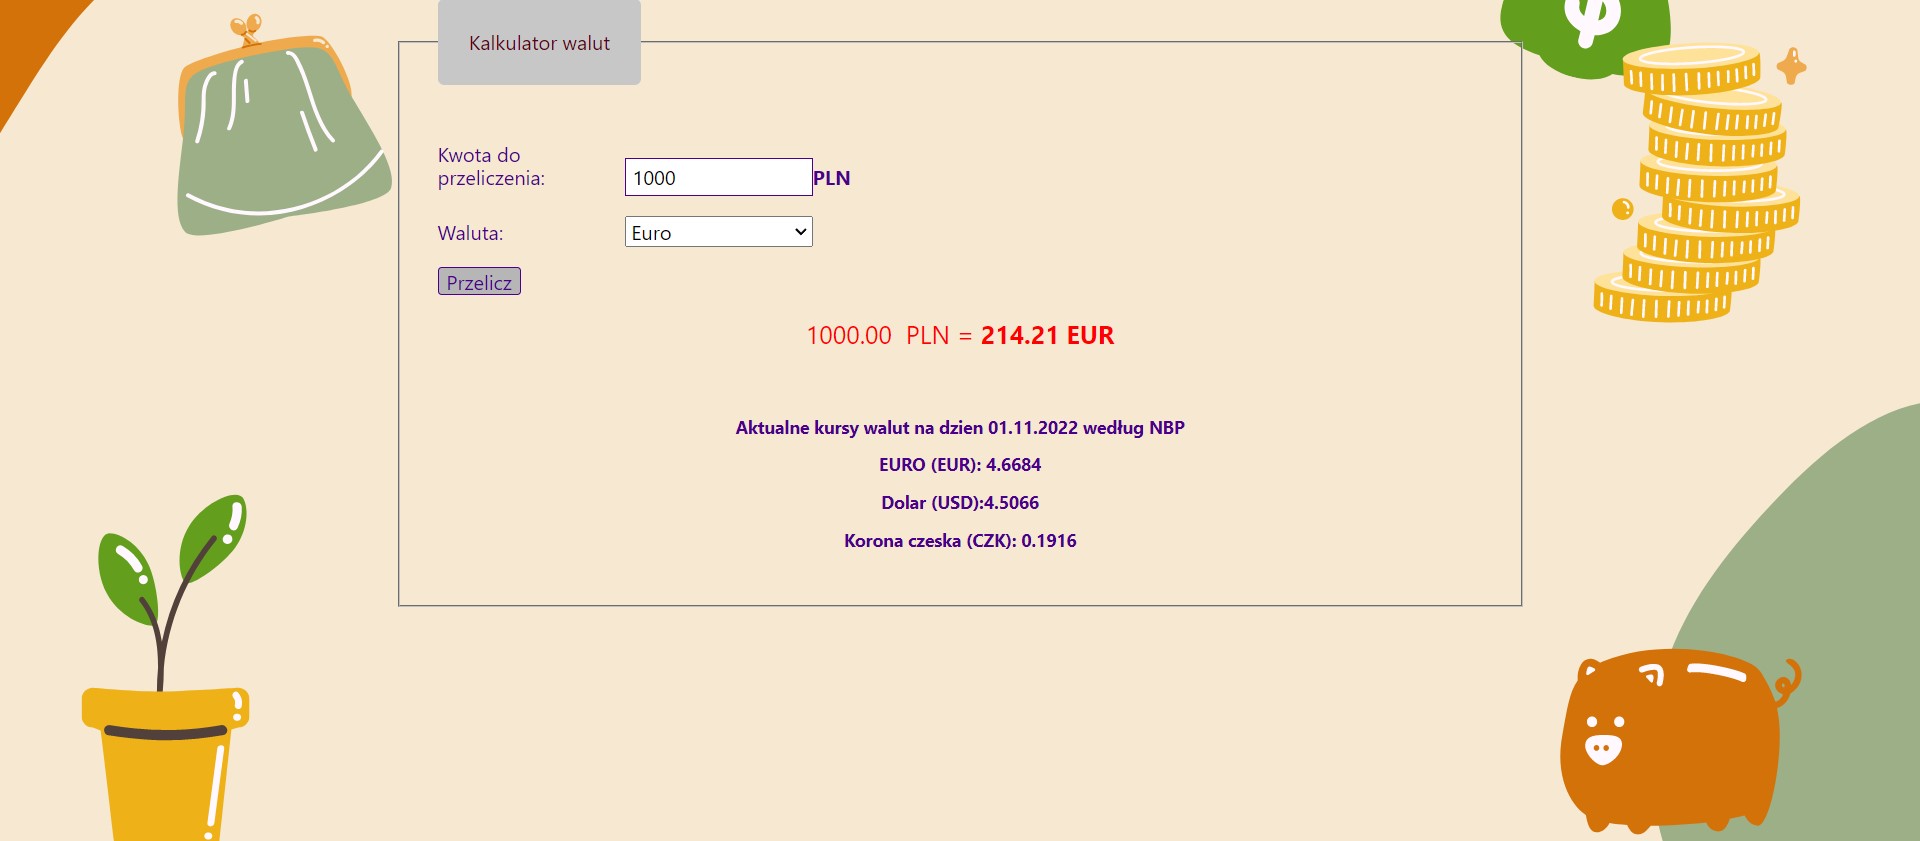 Kalkulator walut
Kwota do
przeliczenia:
1000 PLN
Waluta:
Euro
Przelicz
1000.00 PLN = 214.21 EUR
Aktualne kursy walut na dzien 01.11.2022 według NBP
EURO (EUR): 4.6684
Dolar (USD):4.5066
Korona czeska (CZK): 0.1916